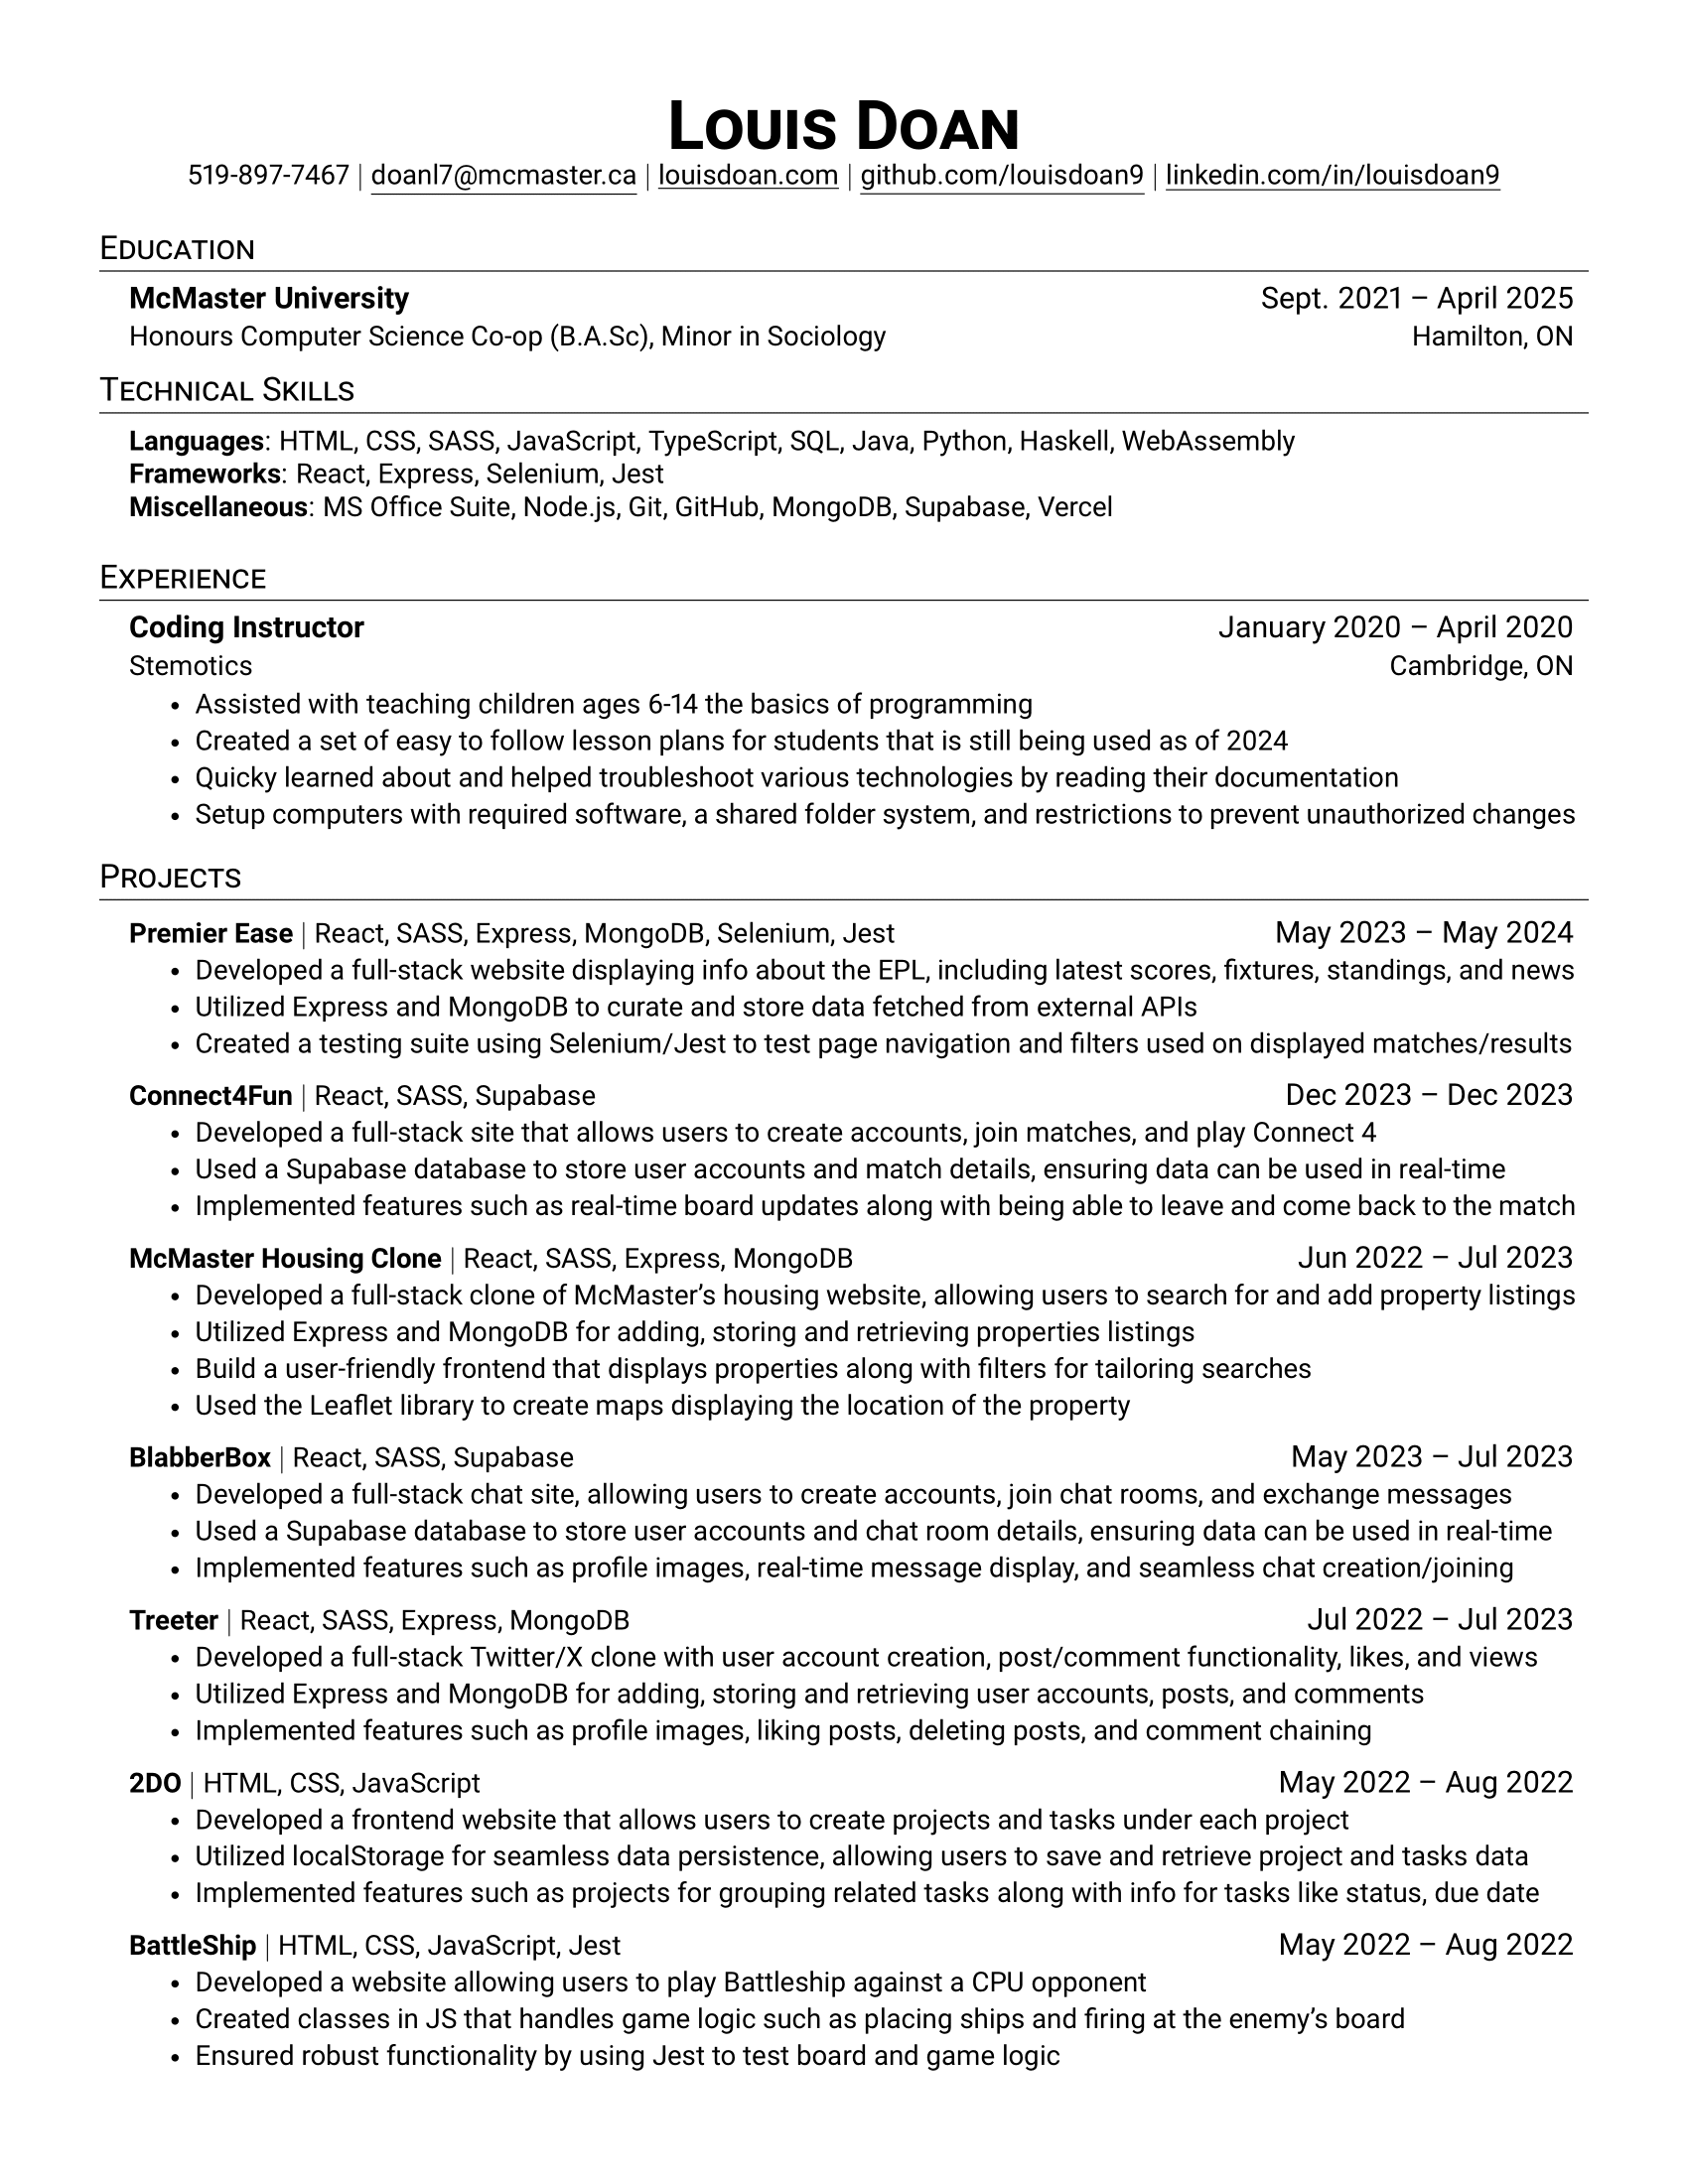 Louis Doan
519-897-7467 | doanl7@mcmaster.ca | louisdoan.com | github.com/louisdoan9 | linkedin.com/in/louisdoan9
Education
McMaster University Sept. 2021 – April 2025
Honours Computer Science Co-op (B.A.Sc), Minor in Sociology Hamilton, ON
Technical Skills
Languages: HTML, CSS, SASS, JavaScript, TypeScript, SQL, Java, Python, Haskell, WebAssembly
Frameworks: React, Express, Selenium, Jest
Miscellaneous: MS Office Suite, Node.js, Git, GitHub, MongoDB, Supabase, Vercel
Experience
Coding Instructor January 2020 – April 2020
Stemotics Cambridge, ON
• Assisted with teaching children ages 6-14 the basics of programming
• Created a set of easy to follow lesson plans for students that is still being used as of 2024
• Quicky learned about and helped troubleshoot various technologies by reading their documentation
• Setup computers with required software, a shared folder system, and restrictions to prevent unauthorized changes
Projects
Premier Ease | React, SASS, Express, MongoDB, Selenium, Jest May 2023 – May 2024
• Developed a full-stack website displaying info about the EPL, including latest scores, fixtures, standings, and news
• Utilized Express and MongoDB to curate and store data fetched from external APIs
• Created a testing suite using Selenium/Jest to test page navigation and filters used on displayed matches/results
Connect4Fun | React, SASS, Supabase Dec 2023 – Dec 2023
• Developed a full-stack site that allows users to create accounts, join matches, and play Connect 4
• Used a Supabase database to store user accounts and match details, ensuring data can be used in real-time
• Implemented features such as real-time board updates along with being able to leave and come back to the match
McMaster Housing Clone | React, SASS, Express, MongoDB Jun 2022 – Jul 2023
• Developed a full-stack clone of McMaster’s housing website, allowing users to search for and add property listings
• Utilized Express and MongoDB for adding, storing and retrieving properties listings
• Build a user-friendly frontend that displays properties along with filters for tailoring searches
• Used the Leaflet library to create maps displaying the location of the property
BlabberBox | React, SASS, Supabase May 2023 – Jul 2023
• Developed a full-stack chat site, allowing users to create accounts, join chat rooms, and exchange messages
• Used a Supabase database to store user accounts and chat room details, ensuring data can be used in real-time
• Implemented features such as profile images, real-time message display, and seamless chat creation/joining
Treeter | React, SASS, Express, MongoDB Jul 2022 – Jul 2023
• Developed a full-stack Twitter/X clone with user account creation, post/comment functionality, likes, and views
• Utilized Express and MongoDB for adding, storing and retrieving user accounts, posts, and comments
• Implemented features such as profile images, liking posts, deleting posts, and comment chaining
2DO | HTML, CSS, JavaScript May 2022 – Aug 2022
• Developed a frontend website that allows users to create projects and tasks under each project
• Utilized localStorage for seamless data persistence, allowing users to save and retrieve project and tasks data
• Implemented features such as projects for grouping related tasks along with info for tasks like status, due date
BattleShip | HTML, CSS, JavaScript, Jest May 2022 – Aug 2022
• Developed a website allowing users to play Battleship against a CPU opponent
• Created classes in JS that handles game logic such as placing ships and firing at the enemy’s board
• Ensured robust functionality by using Jest to test board and game logic